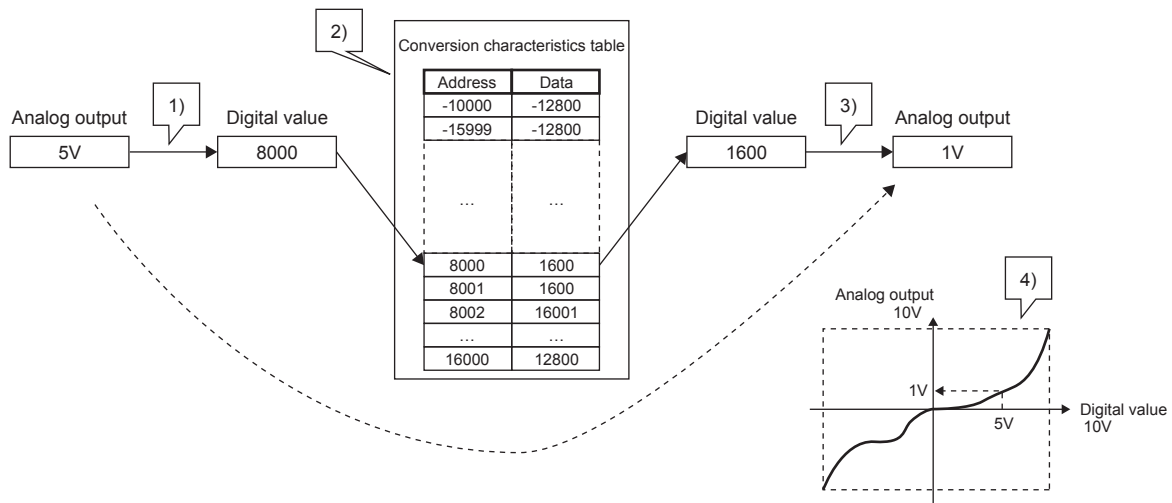 2)
Conversion characteristics table
Address Data
-10000 -12800
-15999 -12800
… …
8000 1600
8001 1600
8002 16001
… …
16000 12800
1)
Analog output
5V
Digital value
8000
Digital value
1600
3)
Analog output
1V
4)
Analog output
10V
1V
5V
Digital value
10V